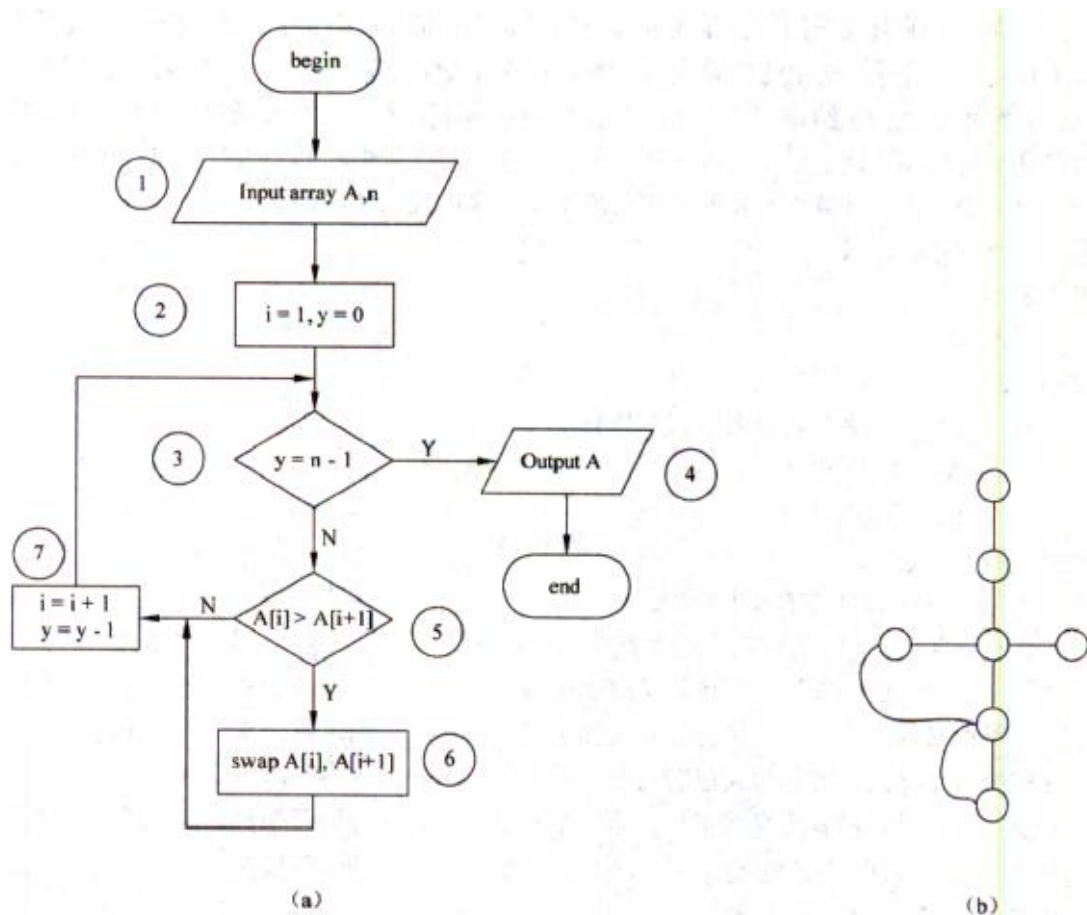 begin
1
Input array A ,n
2
i = 1, y = 0
3
y = n - 1
Y
Output A
4
N
end
7
i = i + 1
y = y - 1
N
A[i] > A[i+1]
5
Y
swap A[i], A[i+1]
6
(a)
(b)